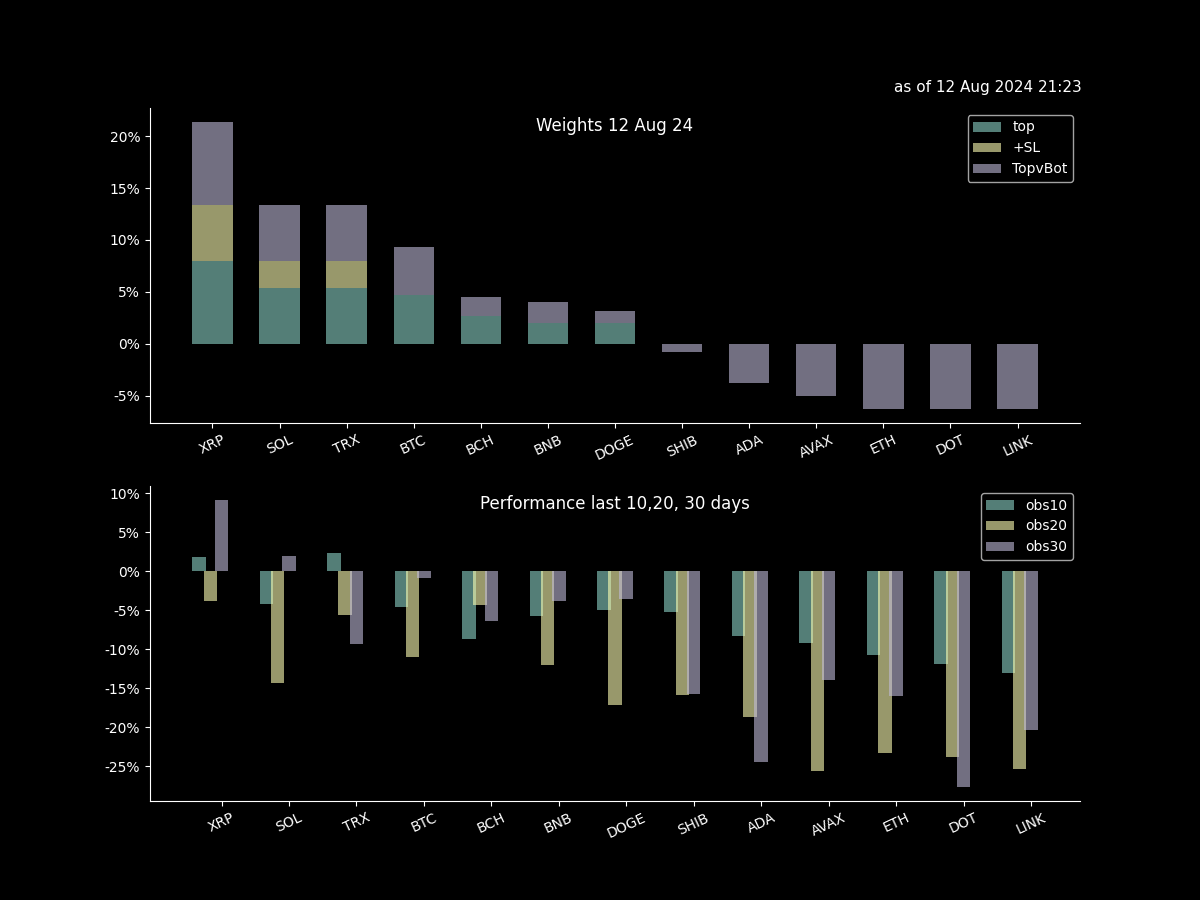 as of 12 Aug 2024 21:23
Weights 12 Aug 24
top
+SL
TopvBot
20%
15%
10%
5%
0%
-5%
XRP SOL TRX BTC BCH BNB DOGE SHIB ADA AVAX ETH DOT LINK
Performance last 10,20, 30 days
obs10
obs20
obs30
10%
5%
0%
-5%
-10%
-15%
-20%
-25%
XRP SOL TRX BTC BCH BNB DOGE SHIB ADA AVAX ETH DOT LINK